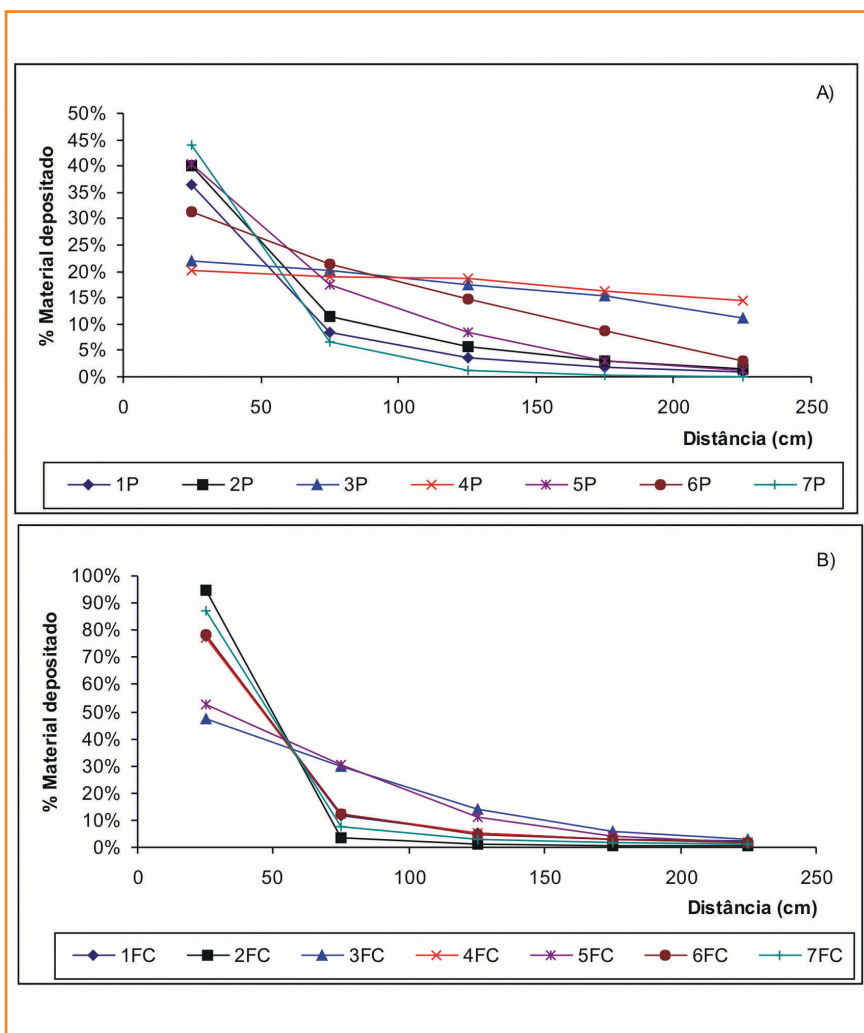 A)
% Material depositado
50%
45%
40%
35%
30%
25%
20%
15%
10%
5%
0%
0 50 100 150 200 250
Distância (cm)
1P 2P 3P 4P 5P 6P 7P
B)
% Material depositado
100%
90%
80%
70%
60%
50%
40%
30%
20%
10%
0%
0 50 100 150 200 250
Distância (cm)
1FC 2FC 3FC 4FC 5FC 6FC 7FC